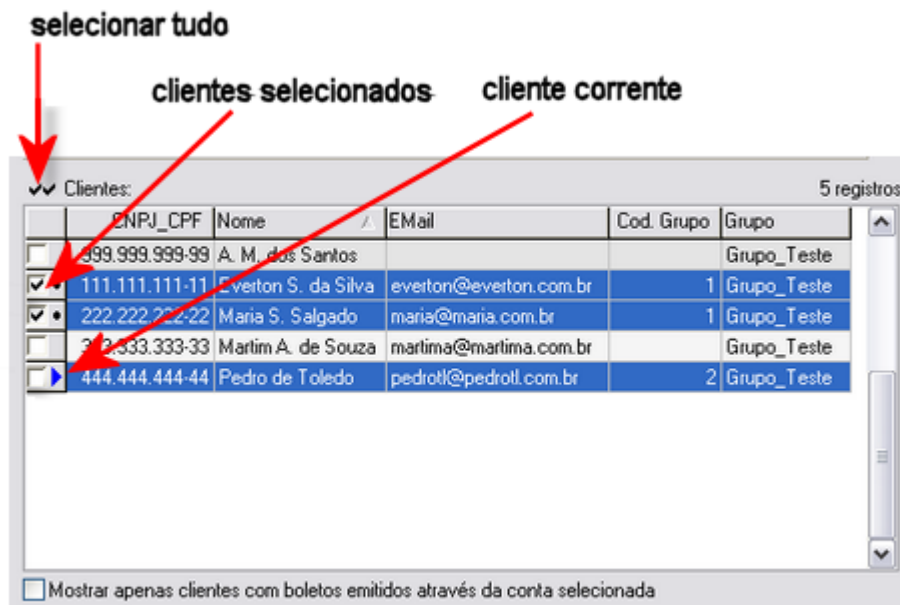 selecionar tudo
clientes selecionados cliente corrente
Clientes: 5 registros
CNPJ_CPF Nome EMail Cod. Grupo Grupo
999.999.999-99 A. M. dos Santos Grupo_Teste
111.111.111-11 Everton S. da Silva everton@everton.com.br 1 Grupo_Teste
222.222.222-22 Maria S. Salgado maria@maria.com.br 1 Grupo_Teste
333.333.333-33 Martim A. de Souza martima@martima.com.br Grupo_Teste
444.444.444-44 Pedro de Toledo pedrotl@pedrotl.com.br 2 Grupo_Teste
Mostrar apenas clientes com boletos emitidos através da conta selecionada